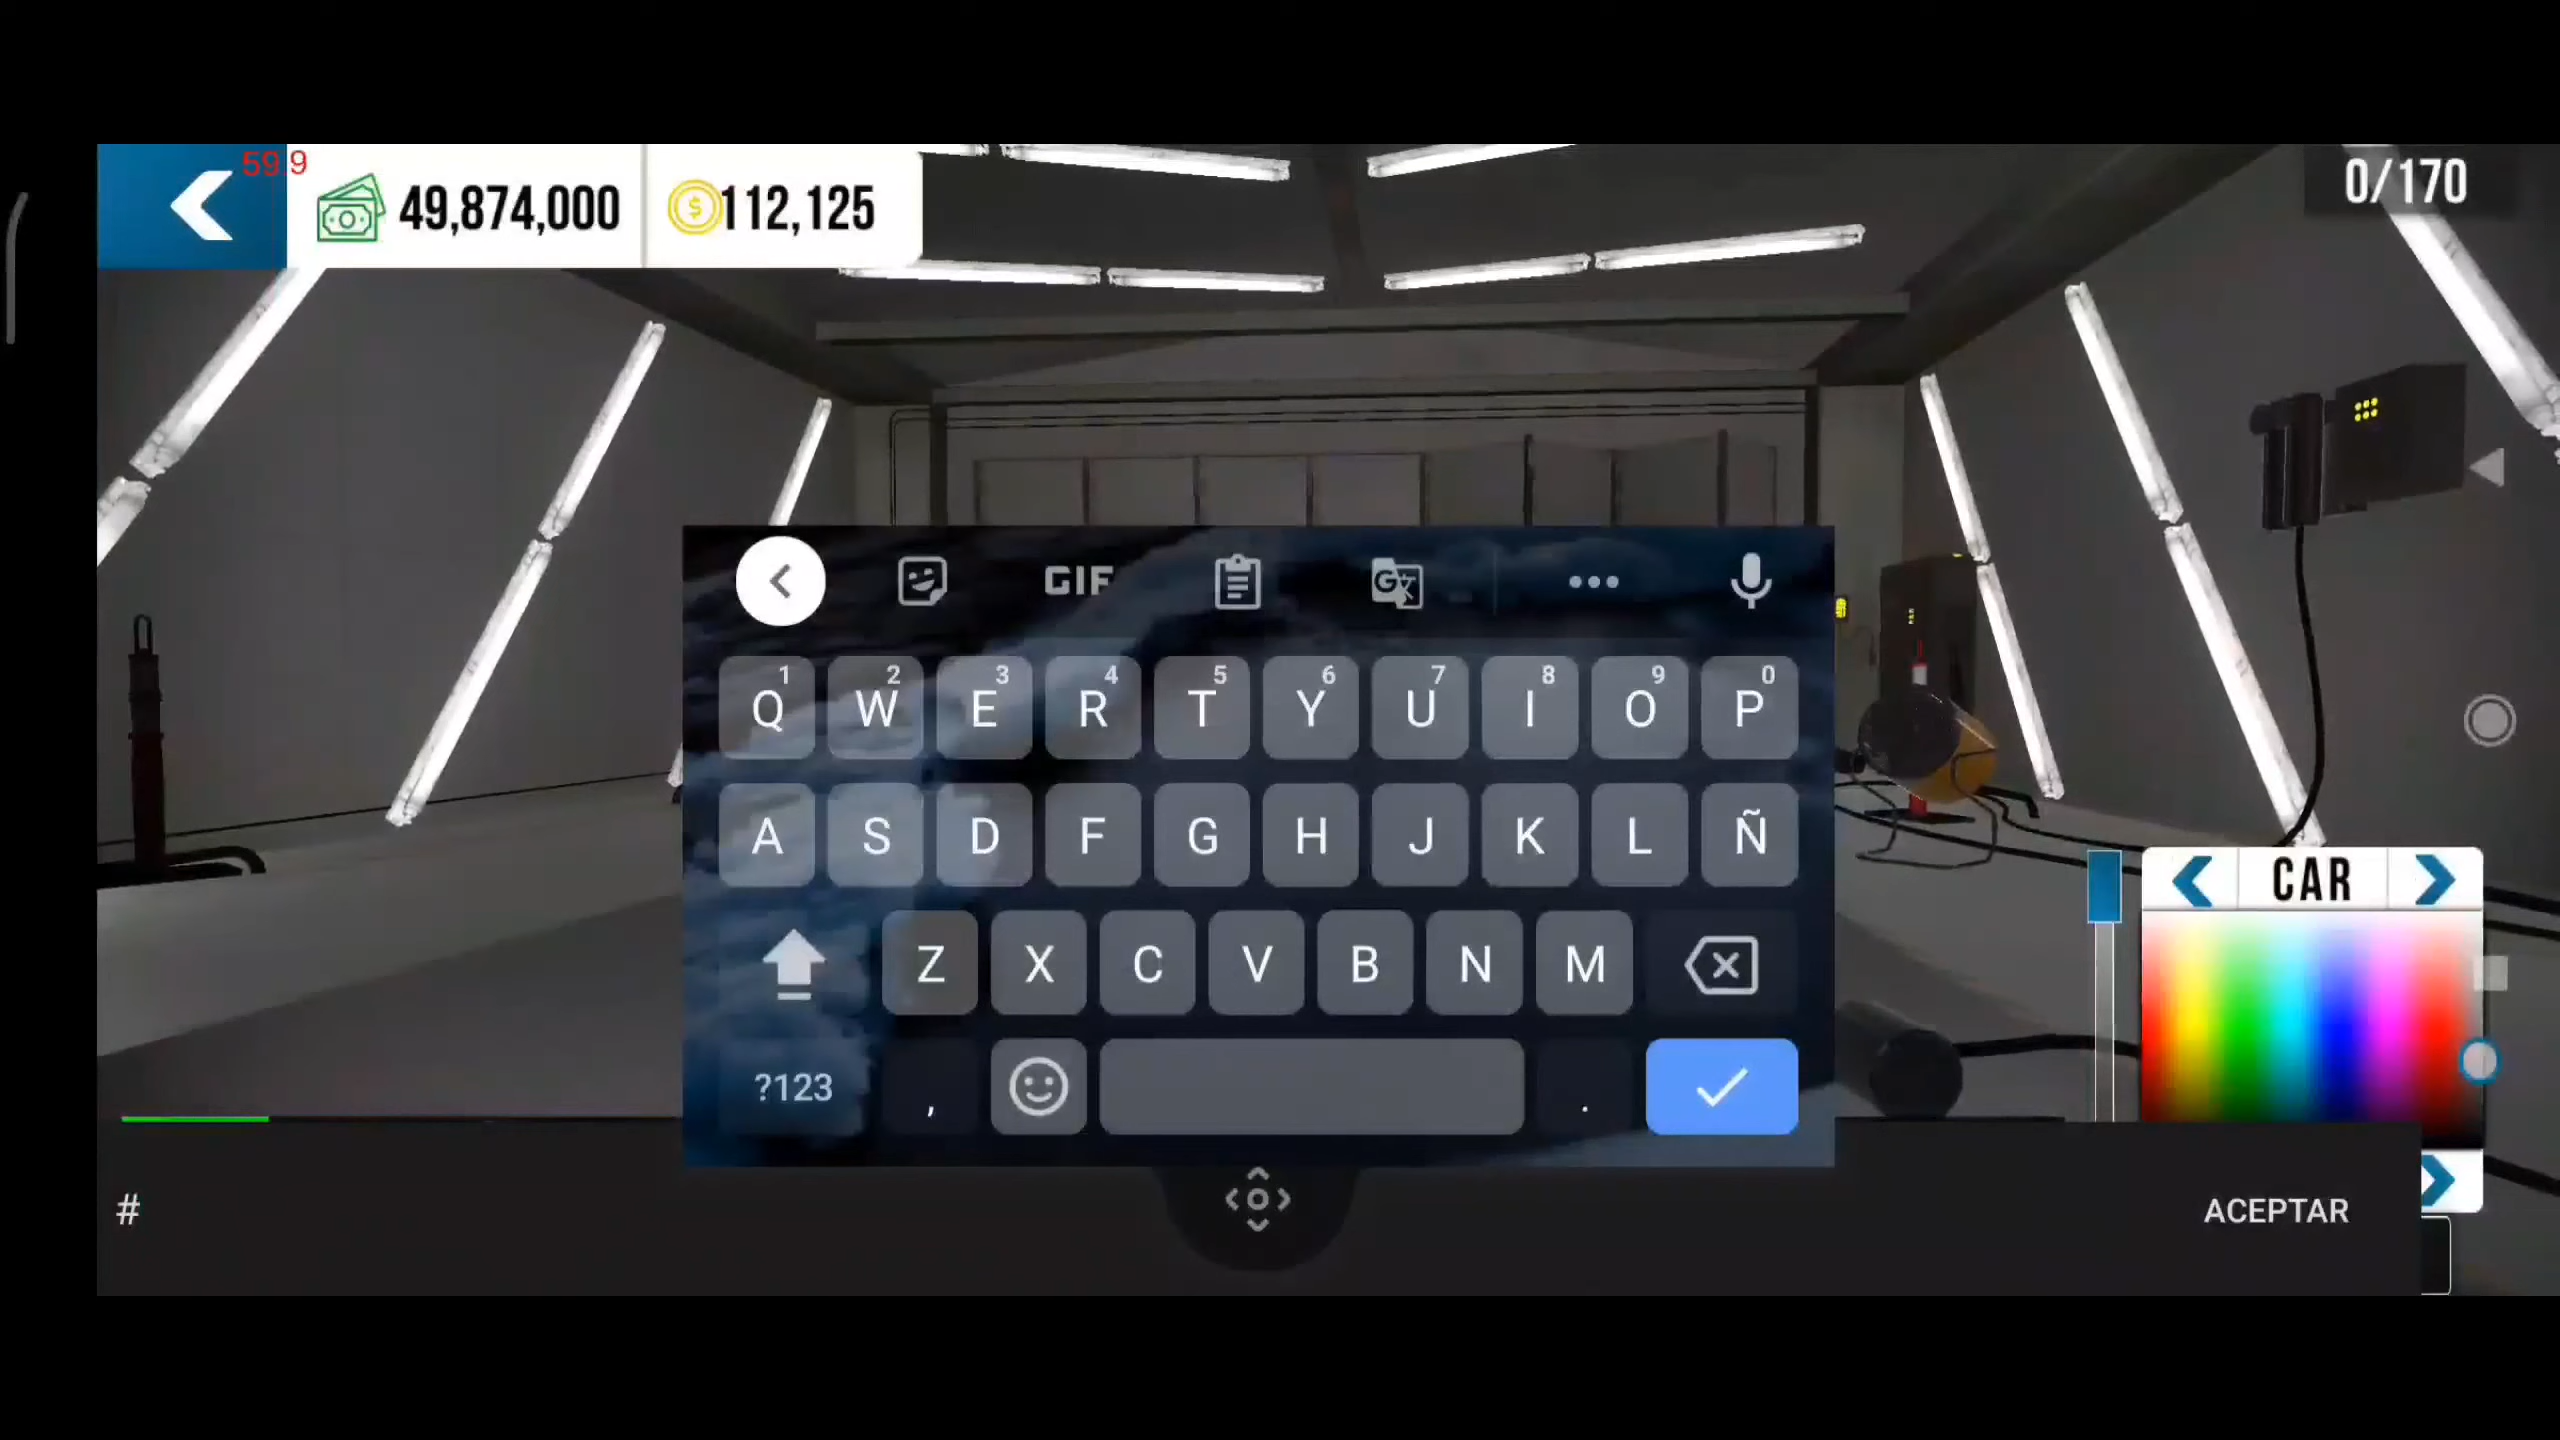 59.9
49,874,000
112,125
0/170
GIF
1 2 3 4 5 6 7 8 9 0
Q W E R T Y U I O P
A S D F G H J K L Ñ
CAR
Z X C V B N M
?123 , .
#
ACEPTAR